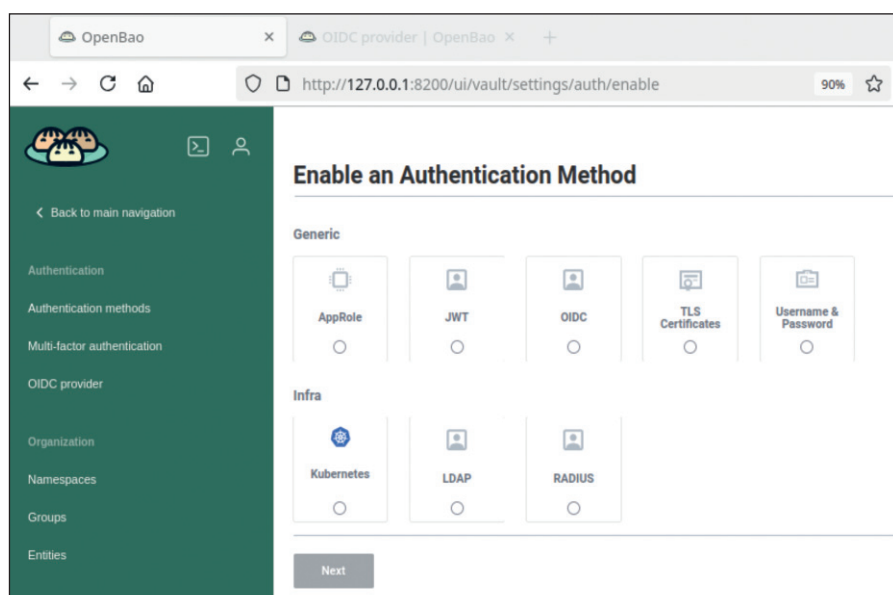 OpenBao
OIDC provider | OpenBao
http://127.0.0.1:8200/ui/vault/settings/auth/enable
90%
Back to main navigation
Authentication
Authentication methods
Multi-factor authentication
OIDC provider
Organization
Namespaces
Groups
Entities
Enable an Authentication Method
Generic
AppRole
JWT
OIDC
TLS
Certificates
Username &
Password
Infra
Kubernetes
LDAP
RADIUS
Next